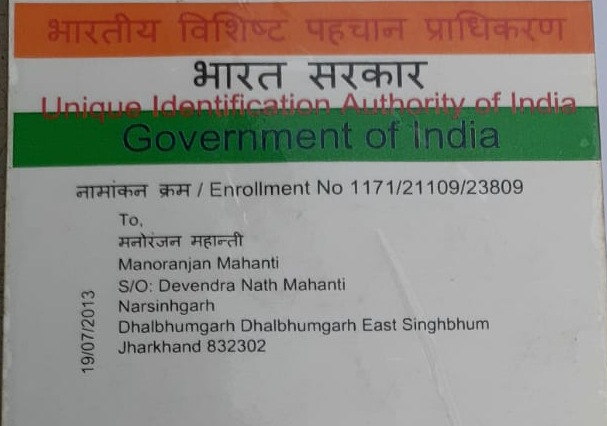 भारतीय विशिष्ट पहचान प्राधिकरण
भारत सरकार
Unique Identification Authority of India
Government of India
नामांकन क्रम / Enrollment No 1171/21109/23809
To,
मनोरंजन महान्ती
Manoranjan Mahanti
S/O: Devendra Nath Mahanti
Narsinhgarh
Dhalbhumgarh Dhalbhumgarh East Singhbhum
Jharkhand 832302
19/07/2013